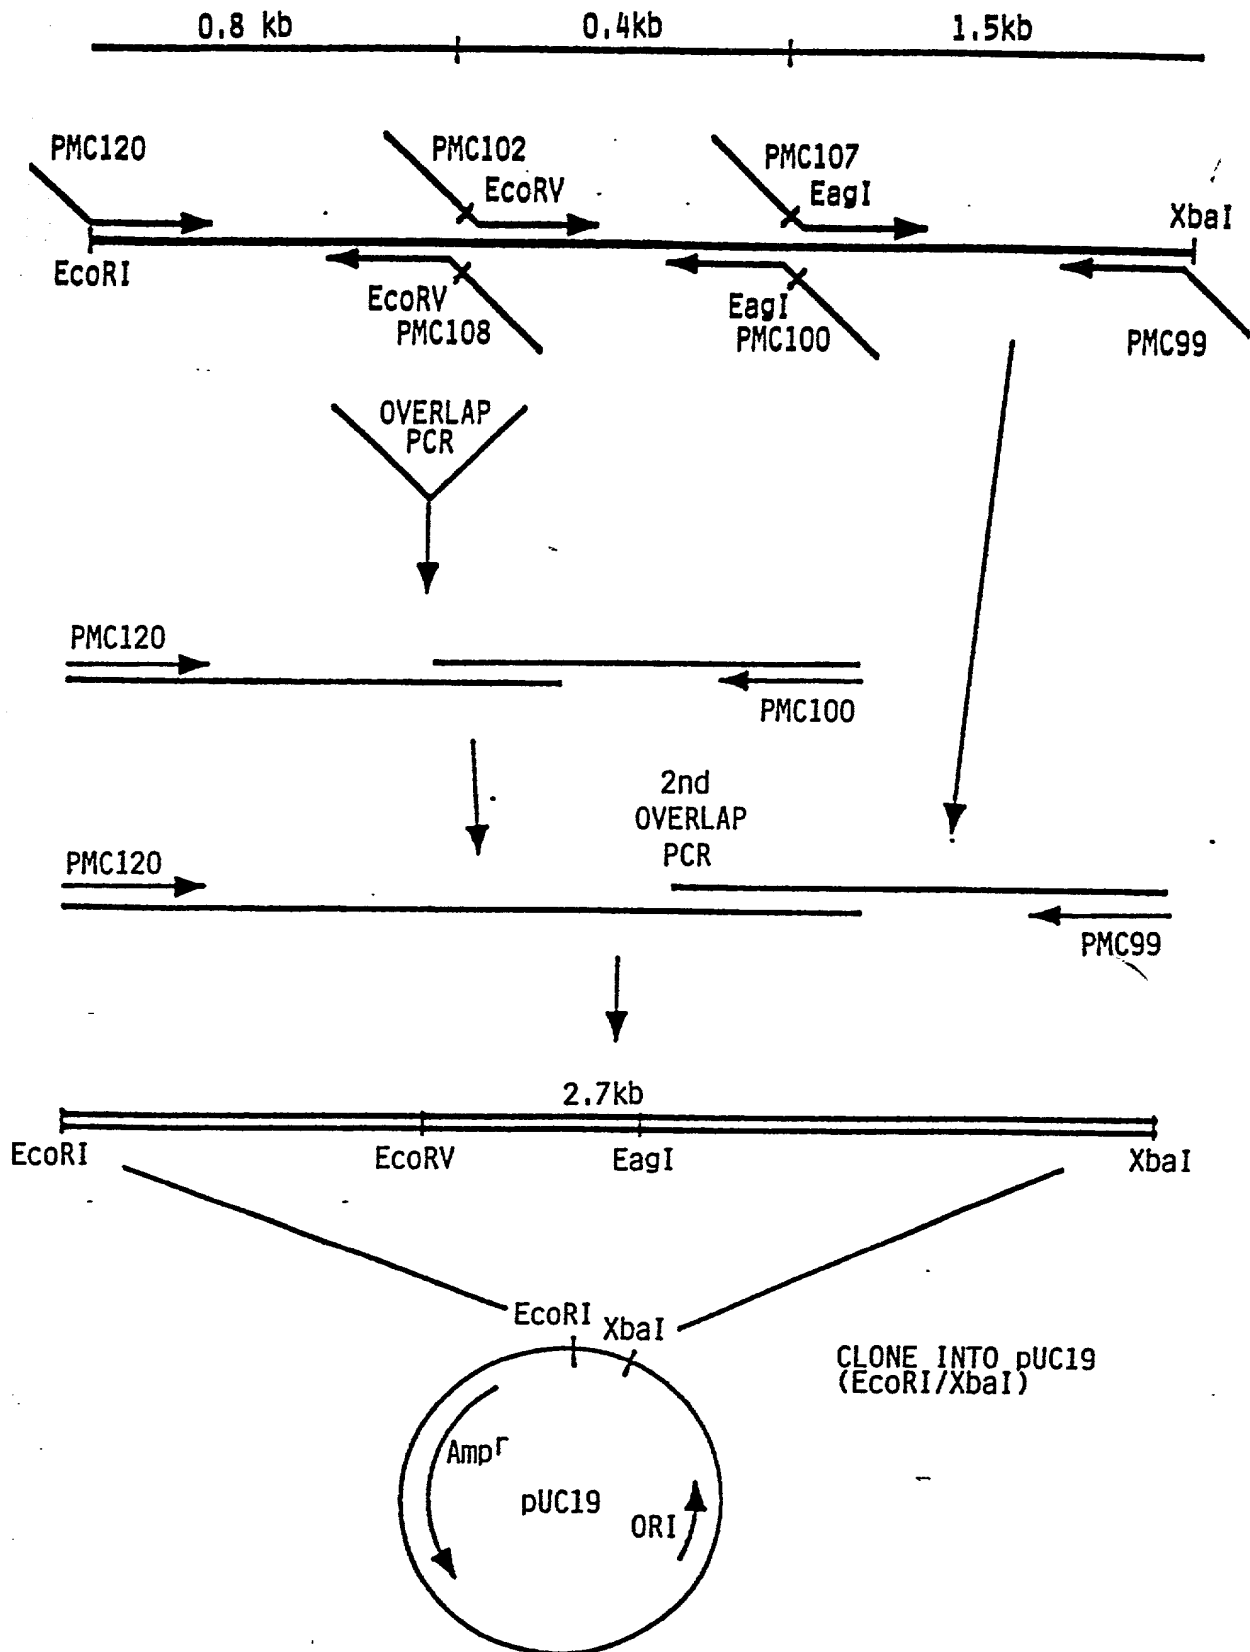 0.8 kb 0.4kb 1.5kb
PMC120
PMC102
EcoRV
PMC107
EagI
XbaI
EcoRI
EcoRV
PMC108
EagI
PMC100
PMC99
OVERLAP
PCR
PMC120
PMC100
2nd
OVERLAP
PCR
PMC120
PMC99
2.7kb
EcoRI EcoRV EagI XbaI
EcoRI XbaI
CLONE INTO pUC19
(EcoRI/XbaI)
Ampr
pUC19
ORI